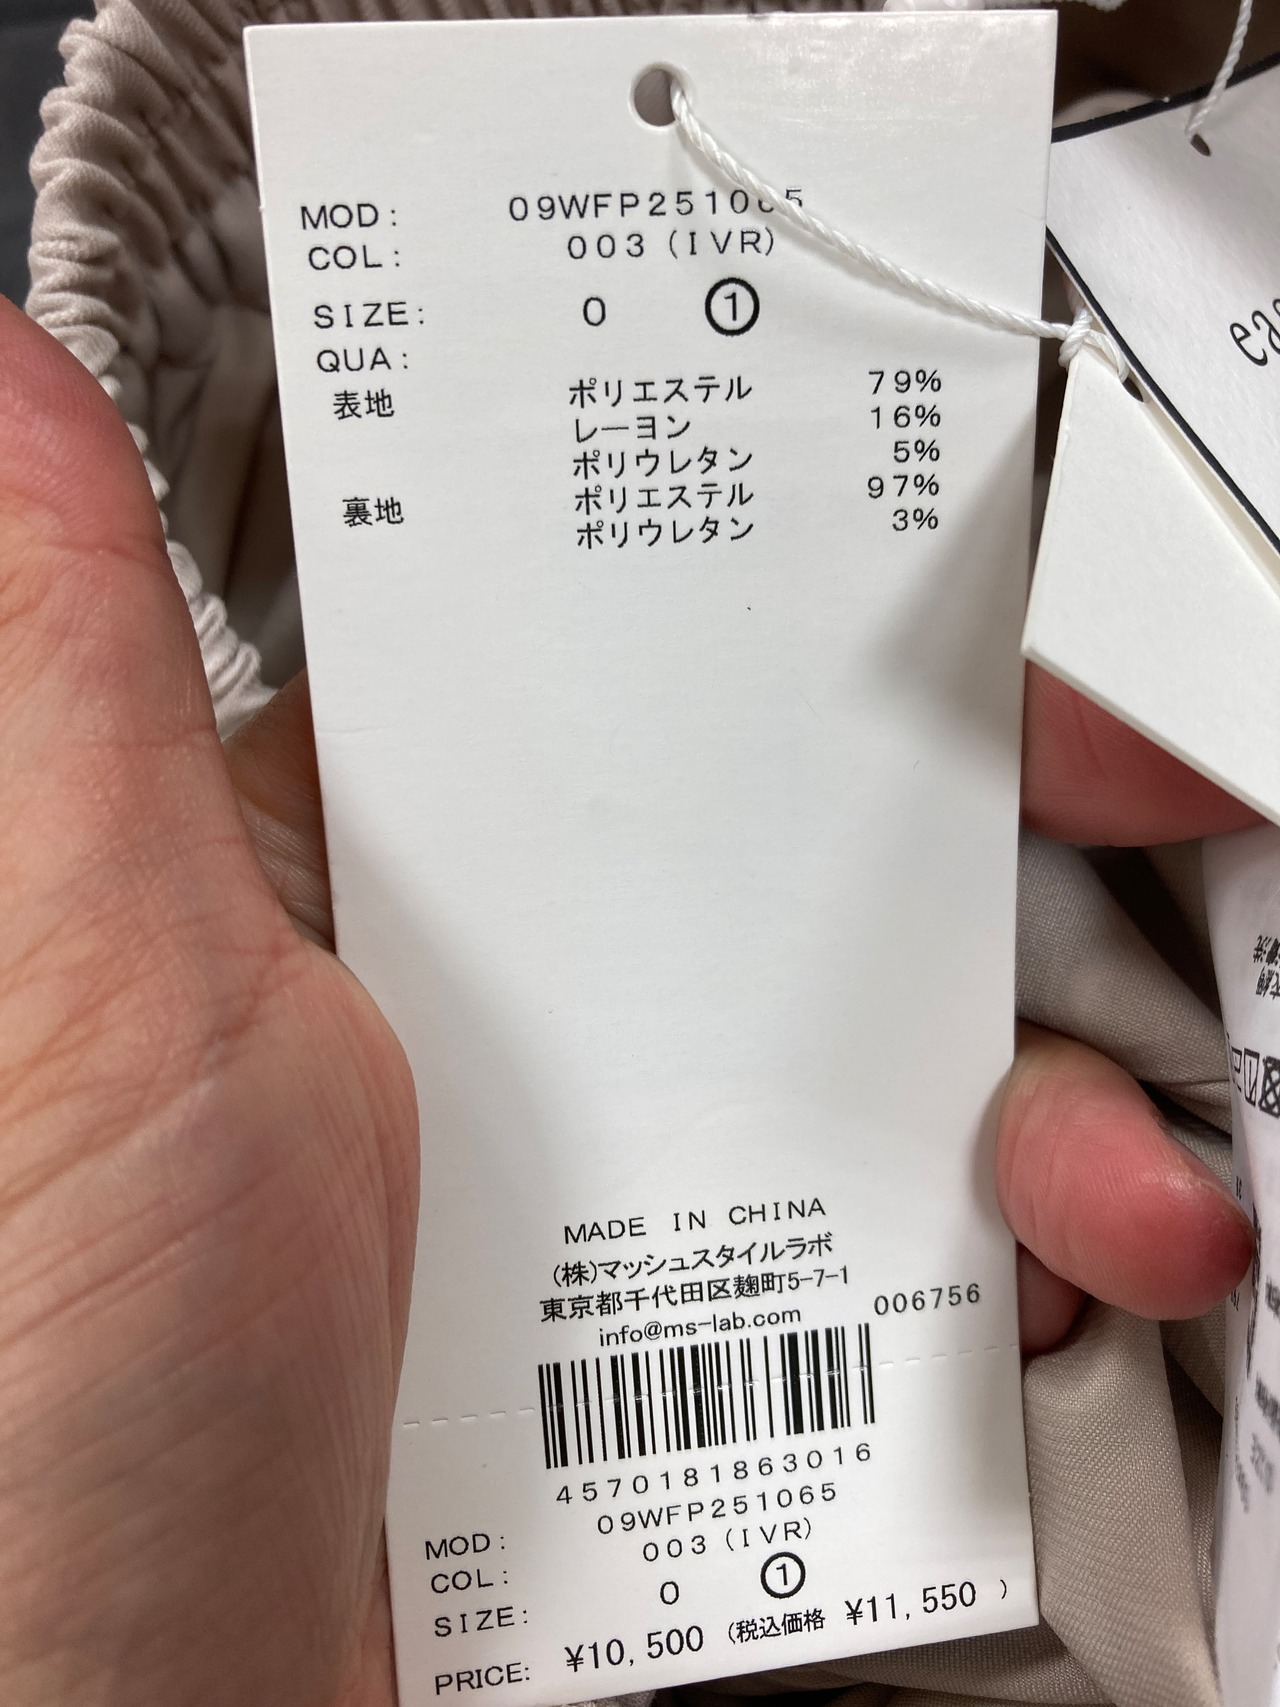 MOD: 09WFP251065
COL: 003 (IVR)
SIZE: 0 ①
QUA:
表地 ポリエステル 79%
レーヨン 16%
ポリウレタン 5%
裏地 ポリエステル 97%
ポリウレタン 3%
MADE IN CHINA
(株)マッシュスタイルラボ
東京都千代田区麹町5-7-1
info@ms-lab.com 006756
4570181863016
MOD: 09WFP251065
COL: 003 (IVR)
SIZE: 0 ①
PRICE: ¥10,500 (税込価格 ¥11,550 )